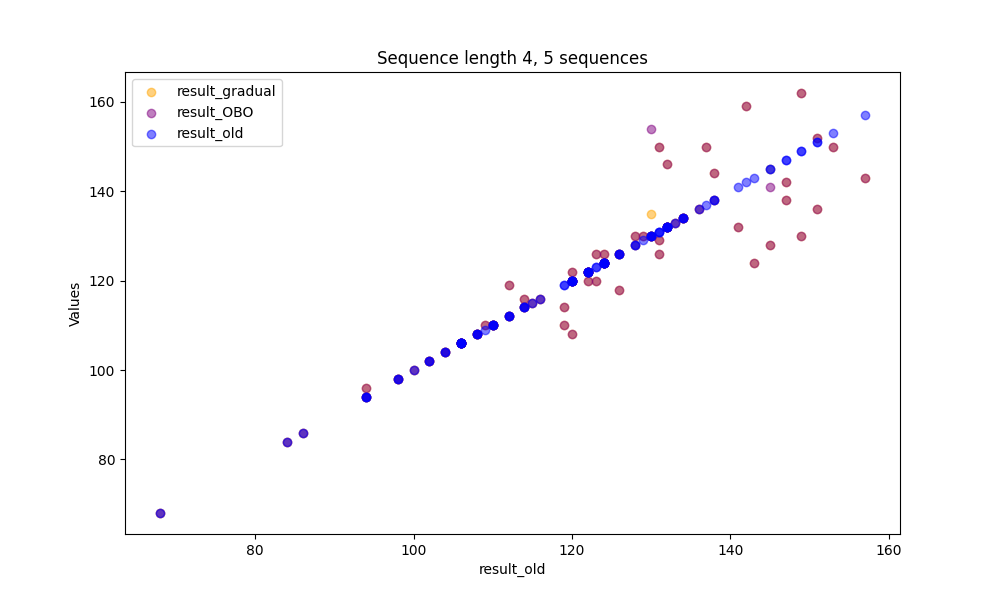 Sequence length 4, 5 sequences
result_gradual
result_OBO
result_old
Values
160
140
120
100
80
80 100 120 140 160
result_old